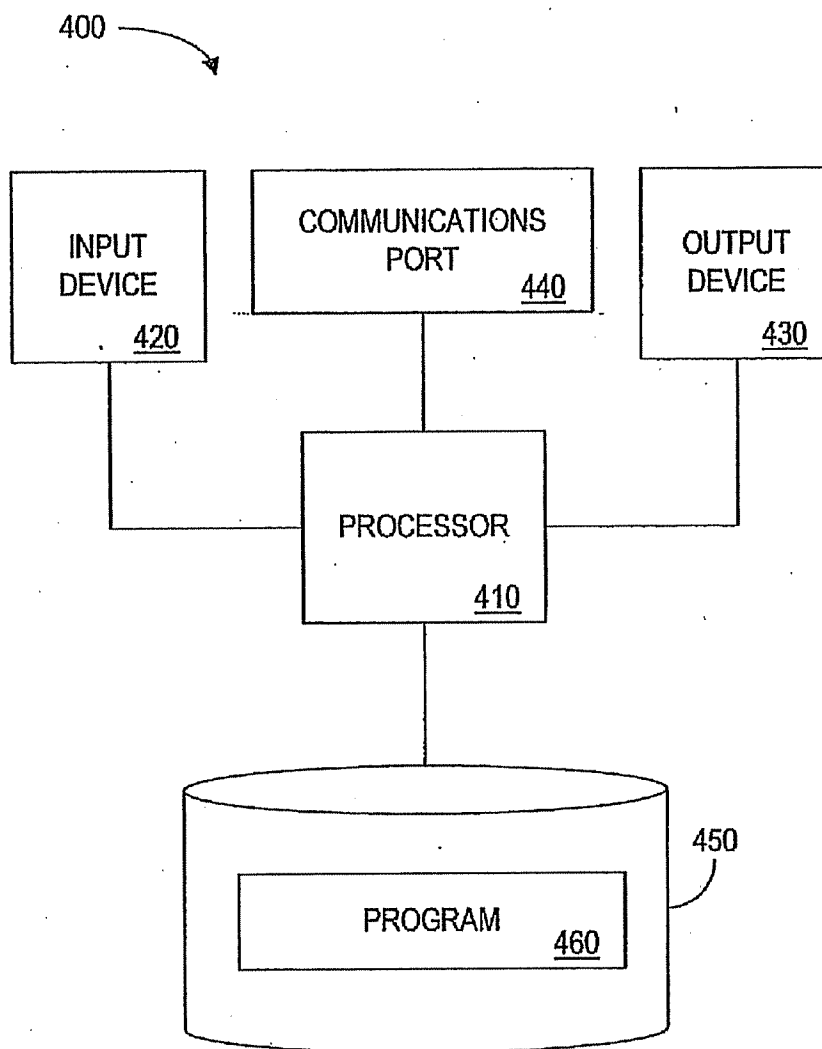 400
INPUT
DEVICE
420
COMMUNICATIONS
PORT
440
OUTPUT
DEVICE
430
PROCESSOR
410
450
PROGRAM
460